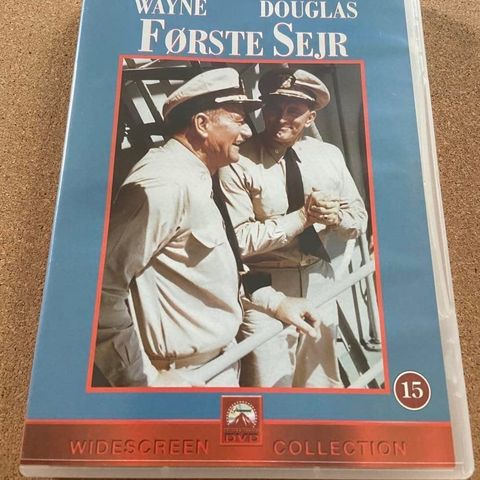 WAYNE DOUGLAS
FØRSTE SEJR
15
DVD
WIDESCREEN COLLECTION